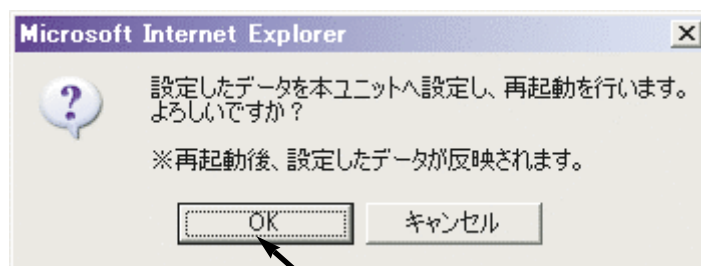 Microsoft Internet Explorer
設定したデータを本ユニットへ設定し、再起動を行います。
よろしいですか？
※再起動後、設定したデータが反映されます。
OK キャンセル